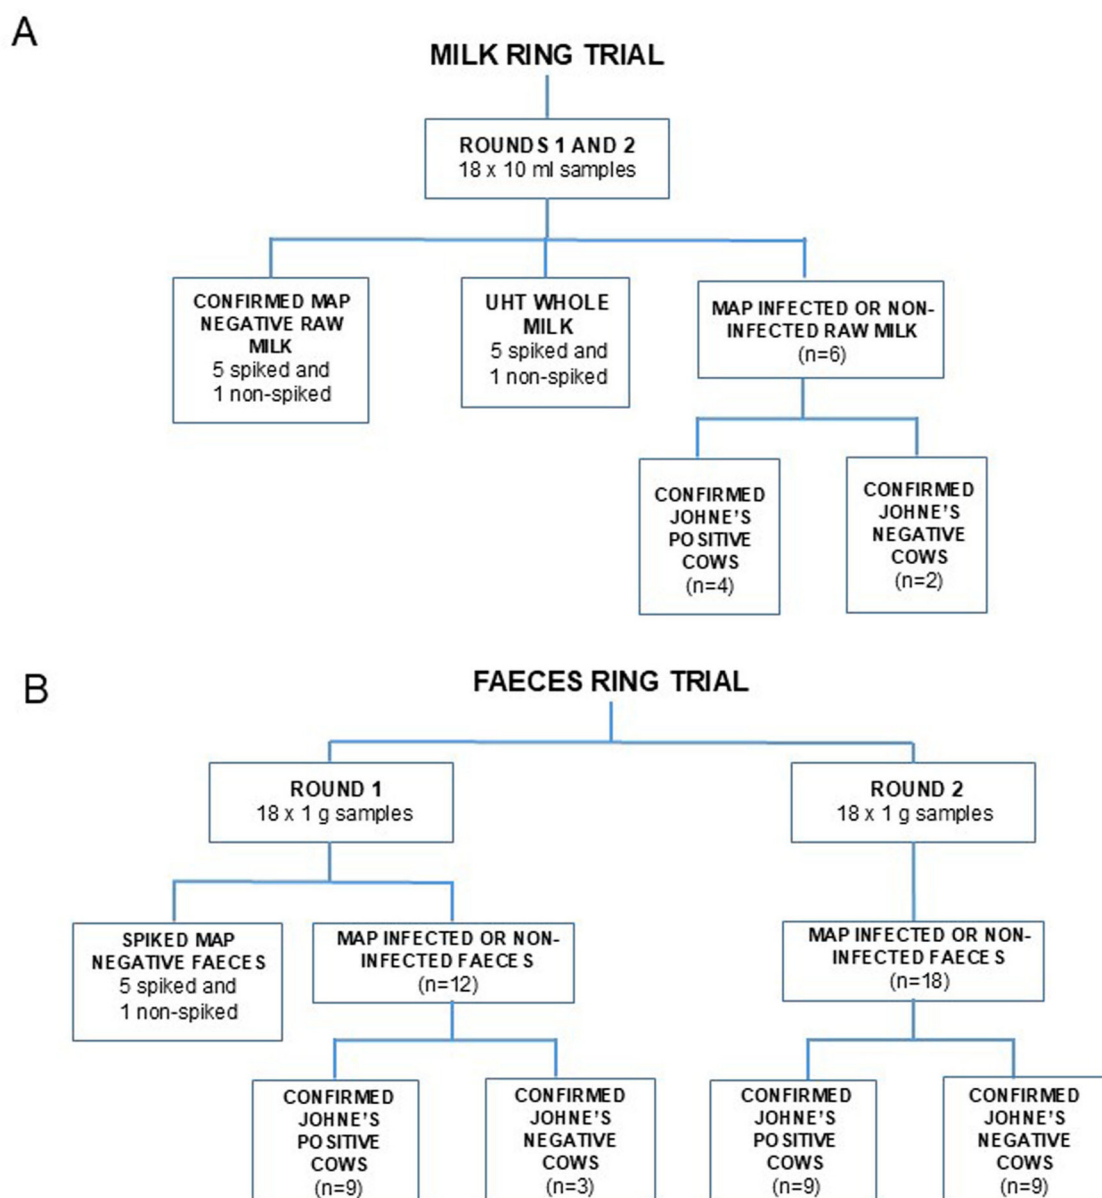 A
MILK RING TRIAL
ROUNDS 1 AND 2
18 x 10 ml samples
CONFIRMED MAP
NEGATIVE RAW
MILK
5 spiked and
1 non-spiked
UHT WHOLE
MILK
5 spiked and
1 non-spiked
MAP INFECTED OR NON-
INFECTED RAW MILK
(n=6)
CONFIRMED
JOHNE'S
POSITIVE
COWS
(n=4)
CONFIRMED
JOHNE'S
NEGATIVE
COWS
(n=2)
B
FAECES RING TRIAL
ROUND 1
18 x 1 g samples
ROUND 2
18 x 1 g samples
SPIKED MAP
NEGATIVE FAECES
5 spiked and
1 non-spiked
MAP INFECTED OR NON-
INFECTED FAECES
(n=12)
MAP INFECTED OR NON-
INFECTED FAECES
(n=18)
CONFIRMED
JOHNE'S
POSITIVE
COWS
(n=9)
CONFIRMED
JOHNE'S
NEGATIVE
COWS
(n=3)
CONFIRMED
JOHNE'S
POSITIVE
COWS
(n=9)
CONFIRMED
JOHNE'S
NEGATIVE
COWS
(n=9)